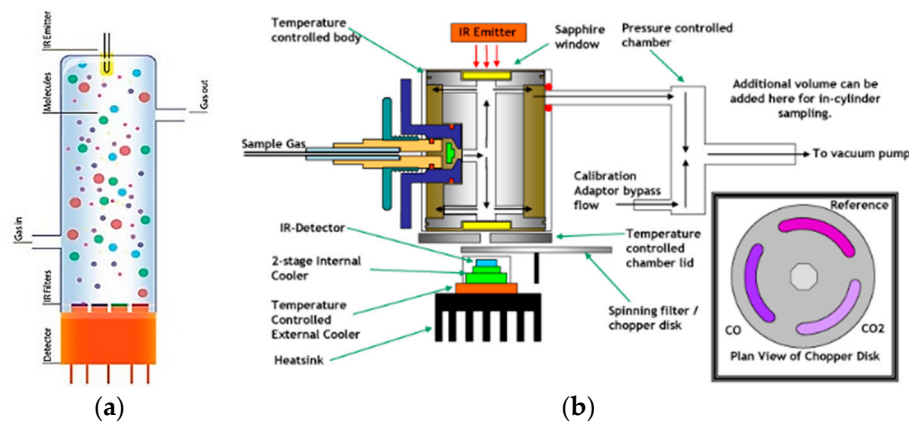 IR Emitter
Molecules
Gas out
Gas in
IR Filters
Detector
(a)
b)
Temperature
controlled body
IR Emitter
Sapphire
window
Pressure controlled
chamber
Additional volume can be
added here for in-cylinder
sampling.
Sample Gas
To vacuum pump
Calibration
Adaptor bypass
flow
IR-Detector
2-stage Internal
Cooler
Temperature
Controlled
External Cooler
Heatsink
Temperature
controlled
chamber lid
Spinning filter /
chopper disk
Reference
CO
CO2
Plan View of Chopper Disk
(b)